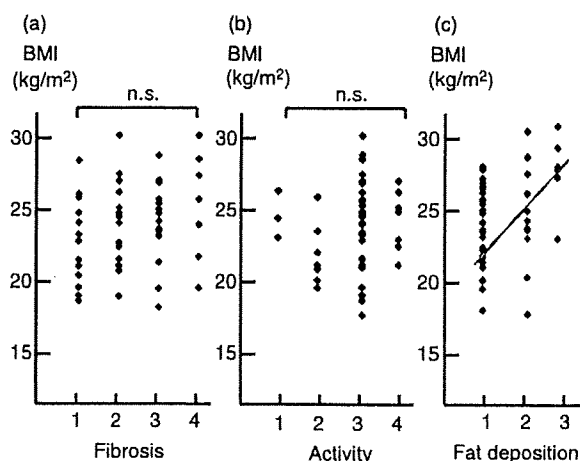 (a)
BMI
(kg/m²)
n.s.
30
25
20
15
1 2 3 4
Fibrosis
(b)
BMI
(kg/m²)
n.s.
30
25
20
15
1 2 3 4
Activity
(c)
BMI
(kg/m²)
30
25
20
15
1 2 3
Fat deposition